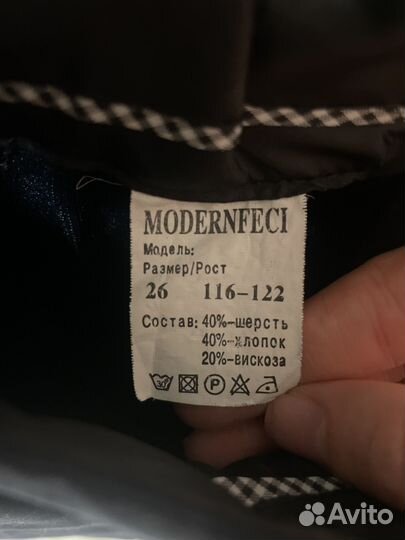 MODERNFECI
Модель:
Размер/Рост
26 116-122
Состав: 40%-шерсть
40%-хлопок
20%-вискоза
30 P
Avito